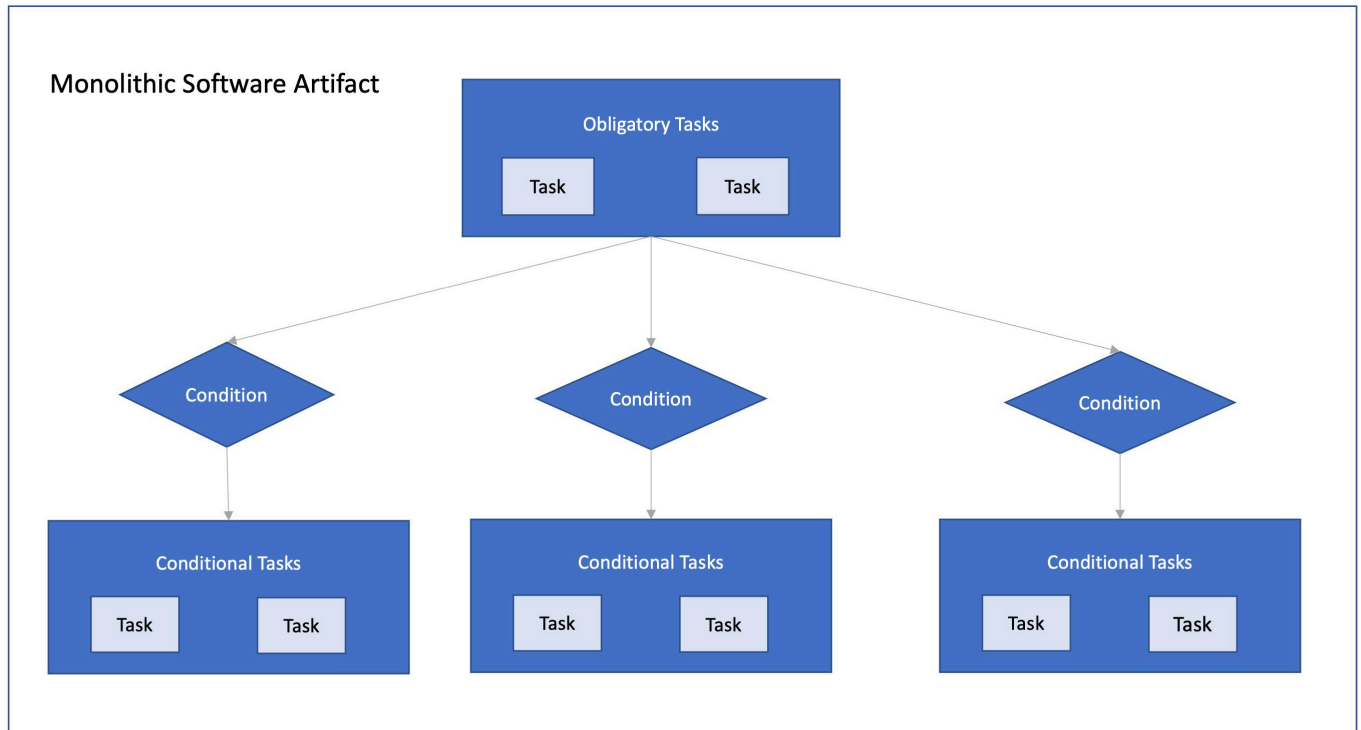 Monolithic Software Artifact
Obligatory Tasks
Task
Task
Condition
Condition
Condition
Conditional Tasks
Task
Task
Conditional Tasks
Task
Task
Conditional Tasks
Task
Task